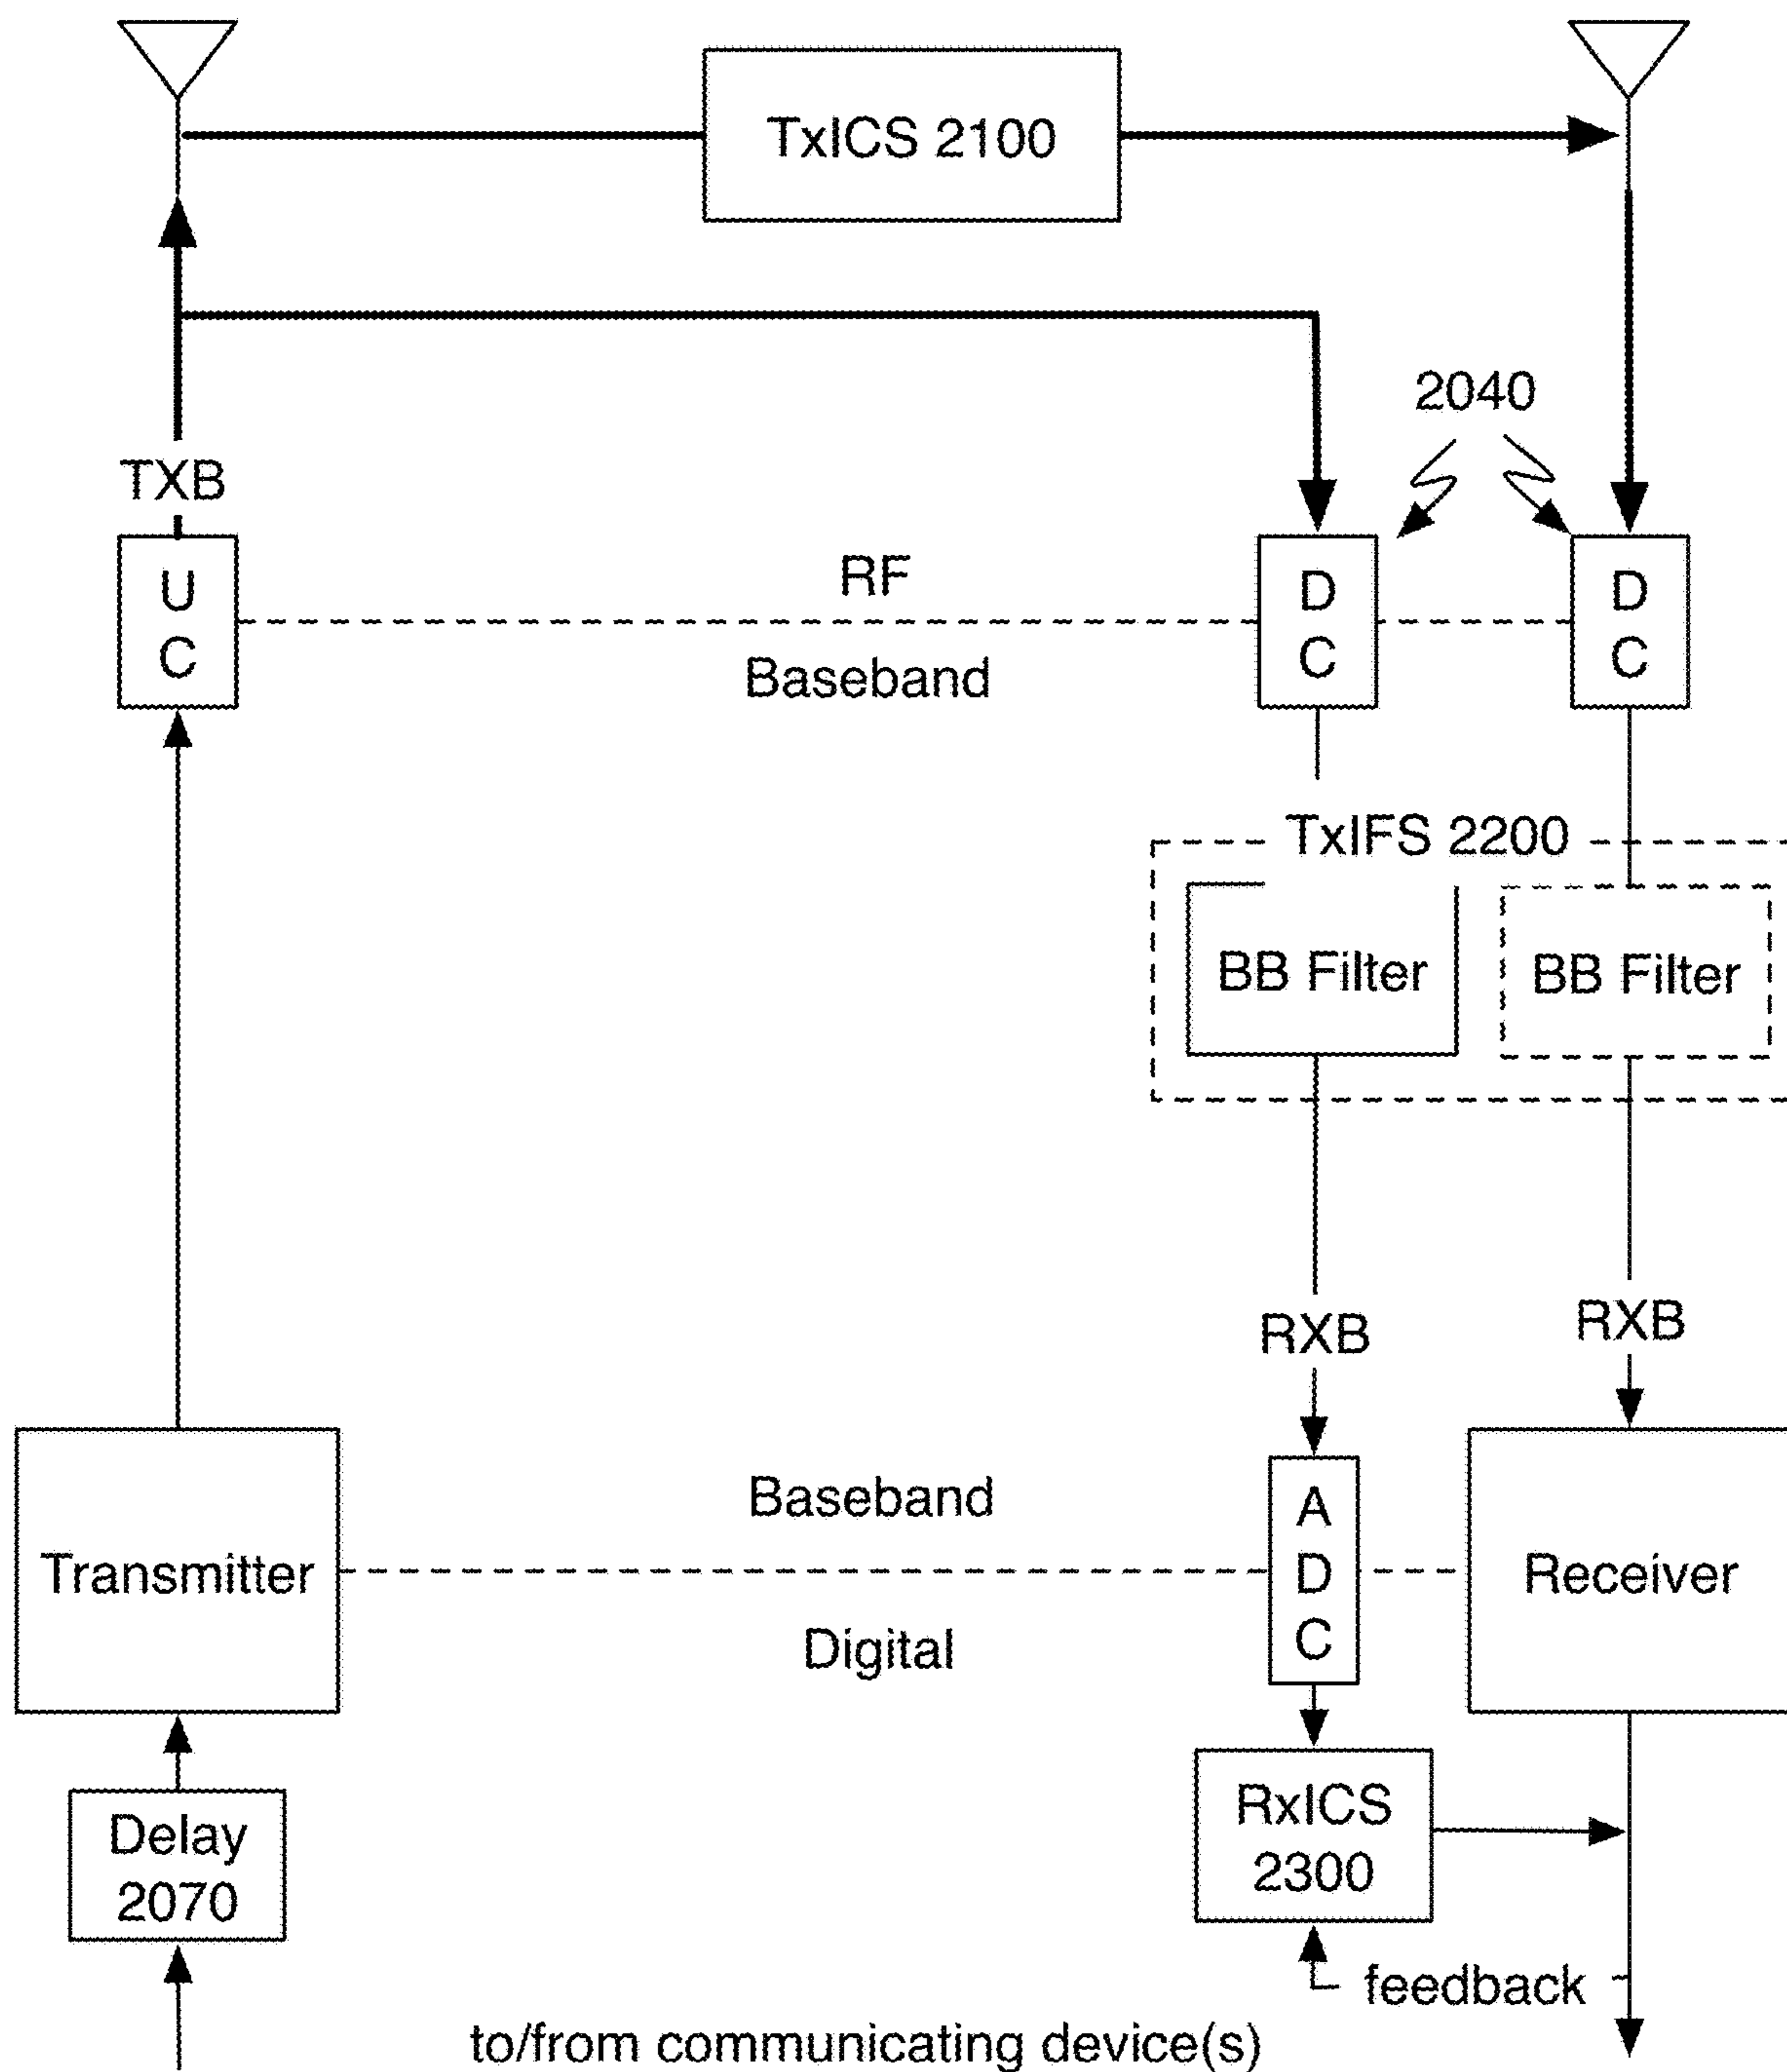 TxICS 2100
2040
TXB
U
C
RF
Baseband
D
C
D
C
TxIFS 2200
BB Filter
BB Filter
RXB
RXB
Transmitter
Baseband
Digital
A
D
C
Receiver
Delay
2070
RxICS
2300
feedback
to/from communicating device(s)